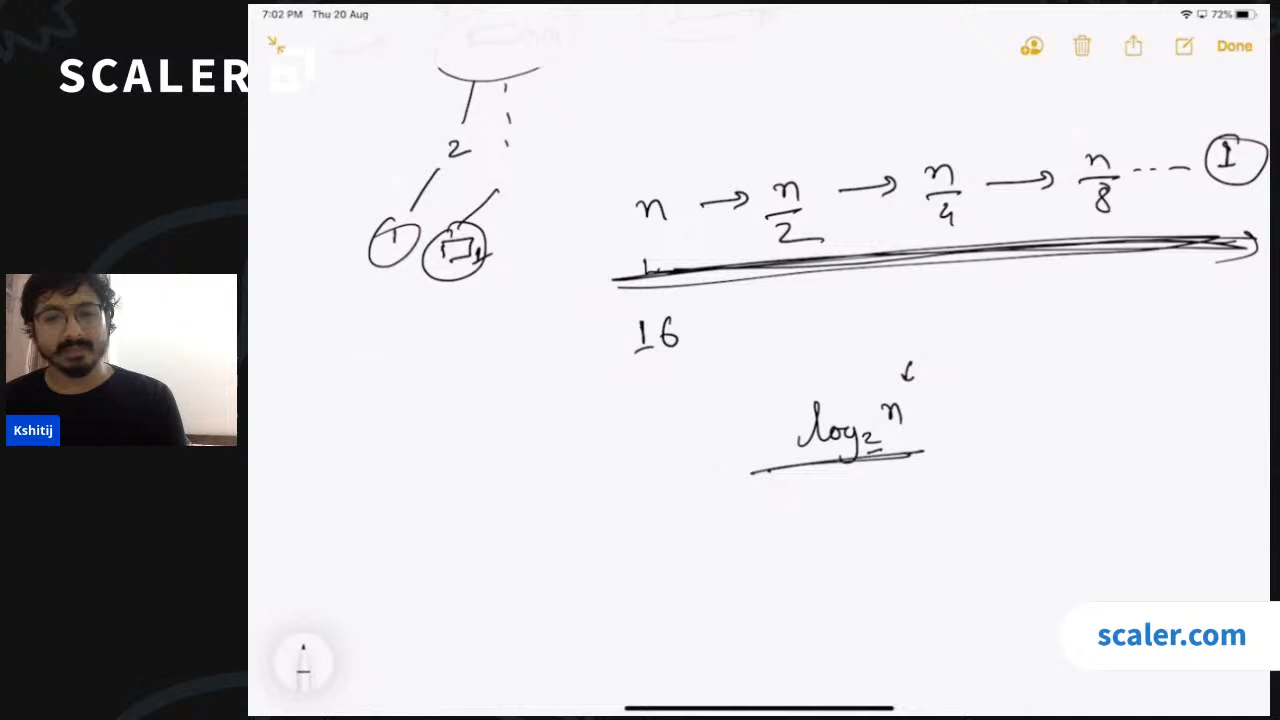 7:02 PM Thu 20 Aug
72%
Done
SCALER
2
1
1
n → n/2 → n/4 → n/8 ---- 1
16
log₂ n
Kshitij
scaler.com